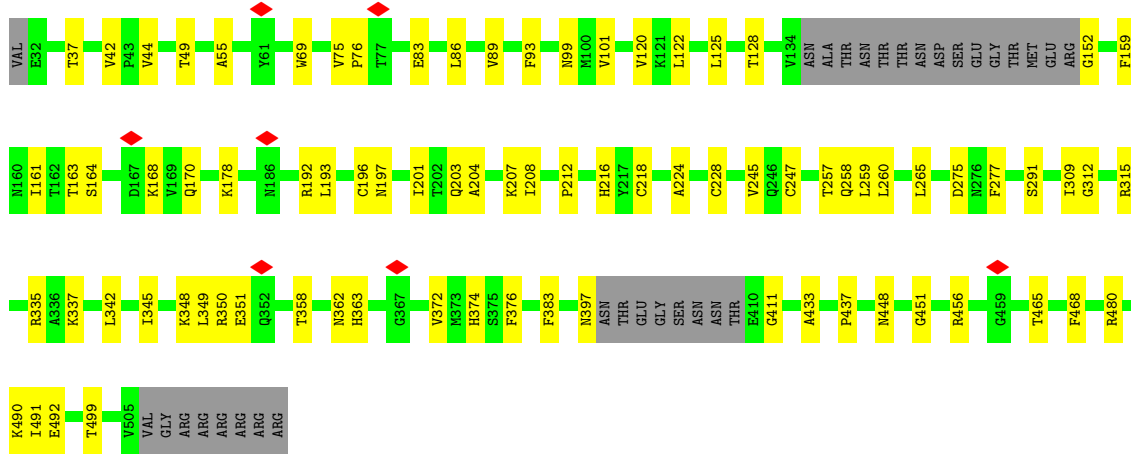 VAL E32 T37 V42 P43 V44 T49 A55 Y61 W69 V75 P76 T77 E83 L86 V89 F93 N99 M100 V101 V120 K121 L122 L125 T128 V134 ASN ALA THR ASN THR THR ASN ASP SER GLU GLY THR MET GLU ARG G152 F159
N160 I161 T162 T163 S164 D167 K168 V169 Q170 K178 N186 R192 L193 C196 N197 I201 T202 Q203 A204 K207 I208 P212 H216 Y217 C218 A224 C228 V245 Q246 C247 T257 Q258 L259 L260 L265 D275 N276 F277 S291 I309 G312 R315
R335 A336 K337 L342 I345 K348 L349 R350 E351 Q352 T358 N362 H363 G367 V372 M373 H374 S375 F376 F383 N397 ASN THR GLU GLY SER ASN ASN THR E410 G411 A433 P437 N448 G451 R456 G459 T465 F468 R480
K490 I491 E492 T499 V505 VAL GLY ARG ARG ARG ARG ARG ARG